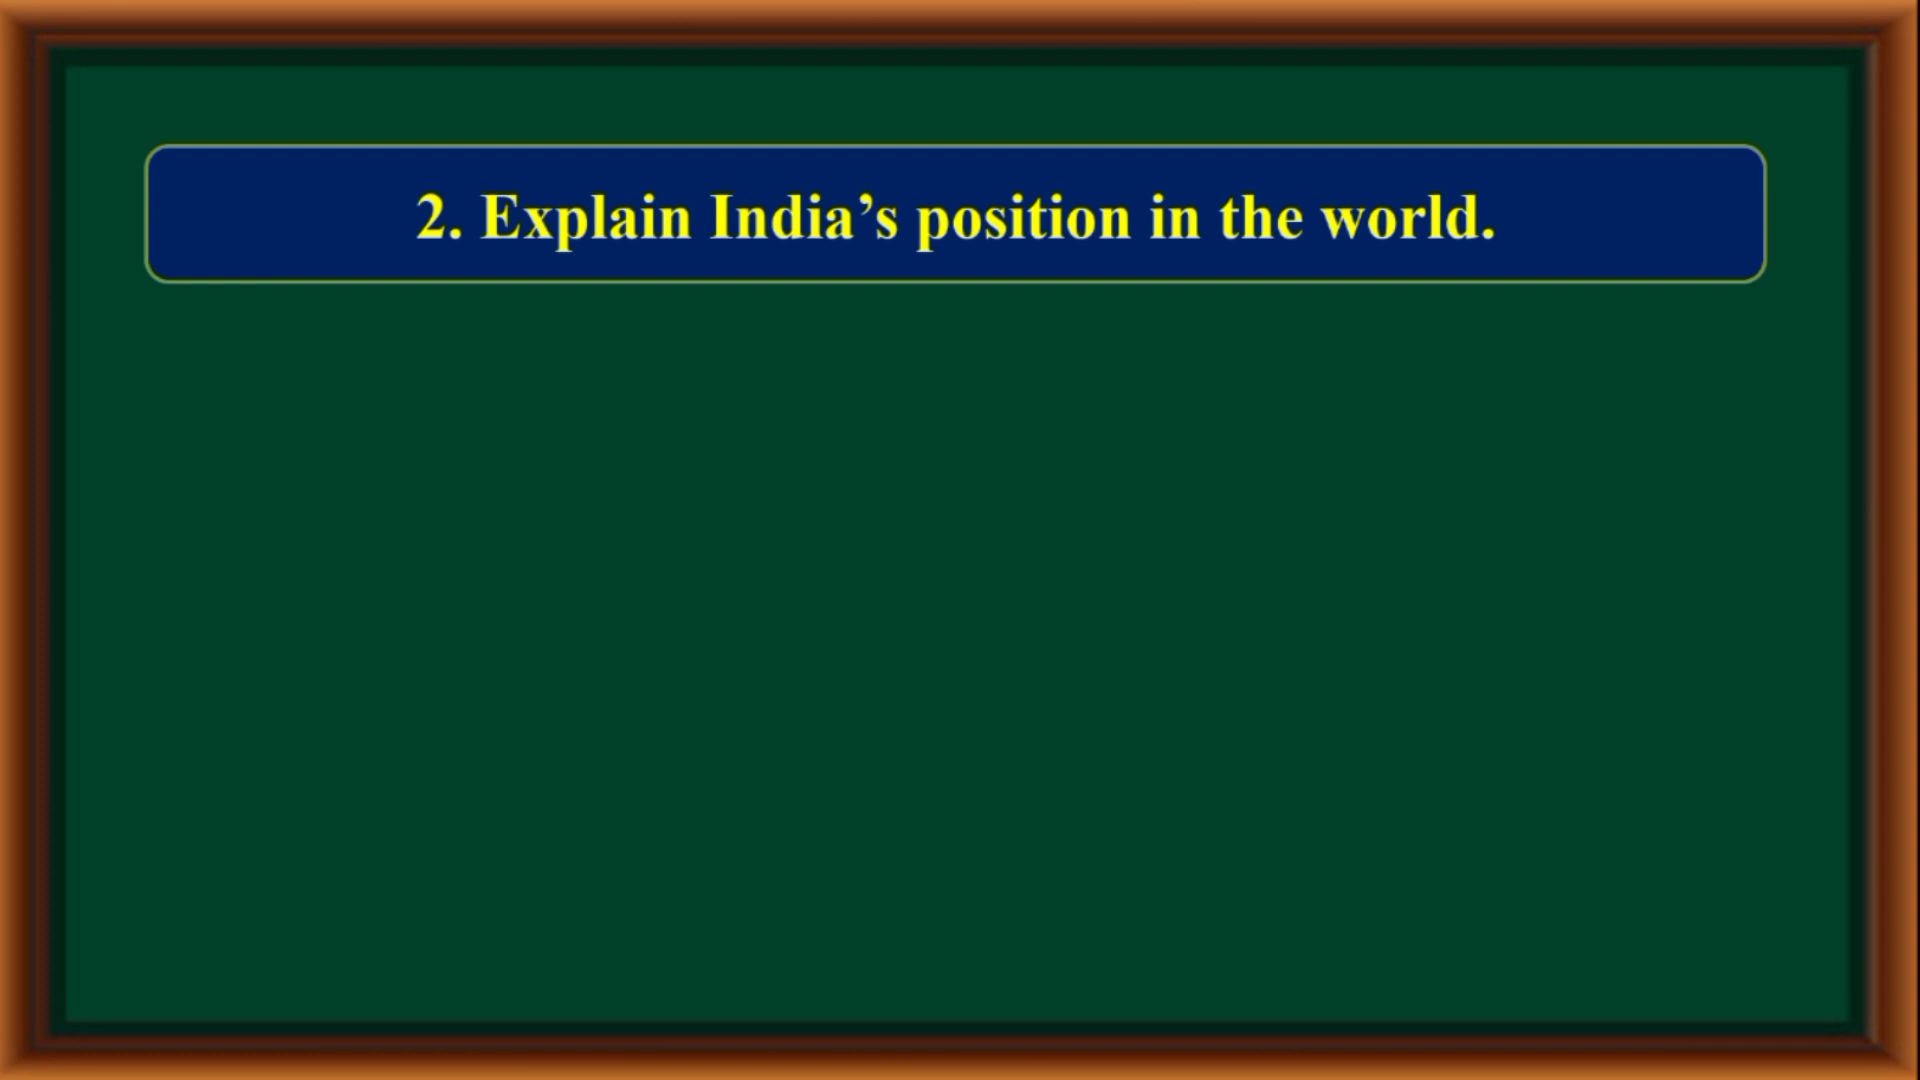 2. Explain India’s position in the world.